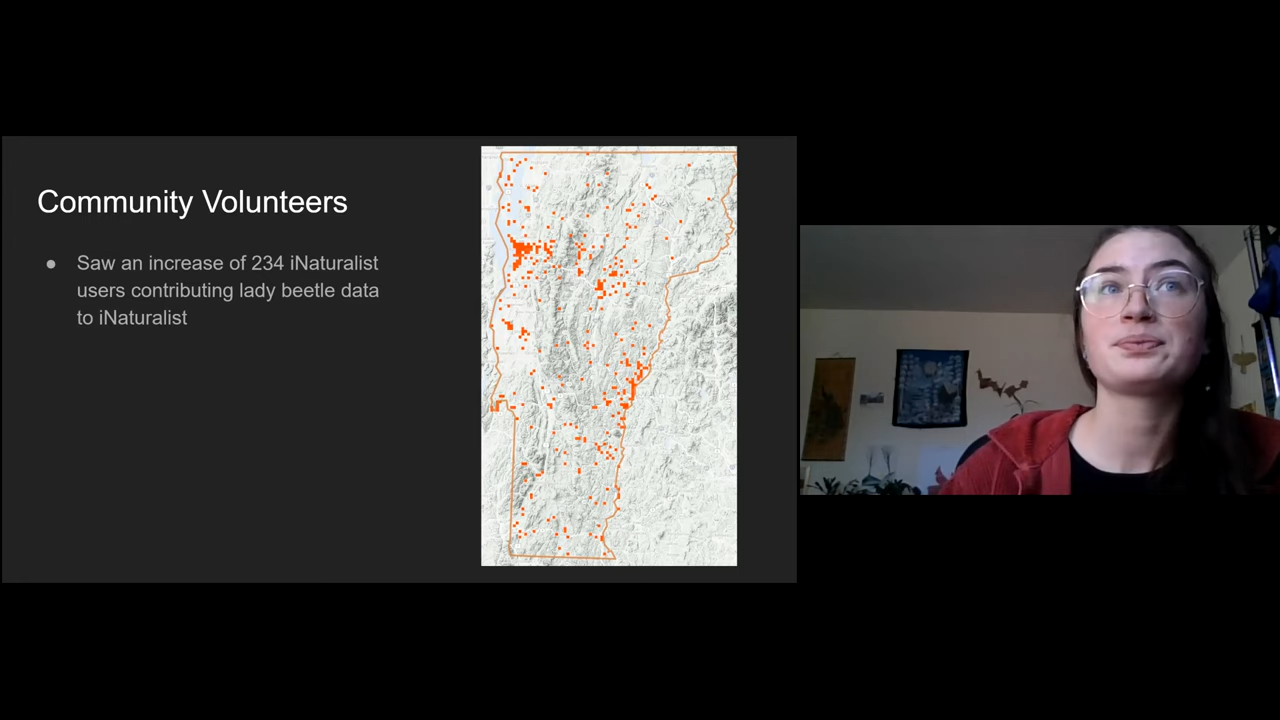 Community Volunteers
● Saw an increase of 234 iNaturalist
users contributing lady beetle data
to iNaturalist